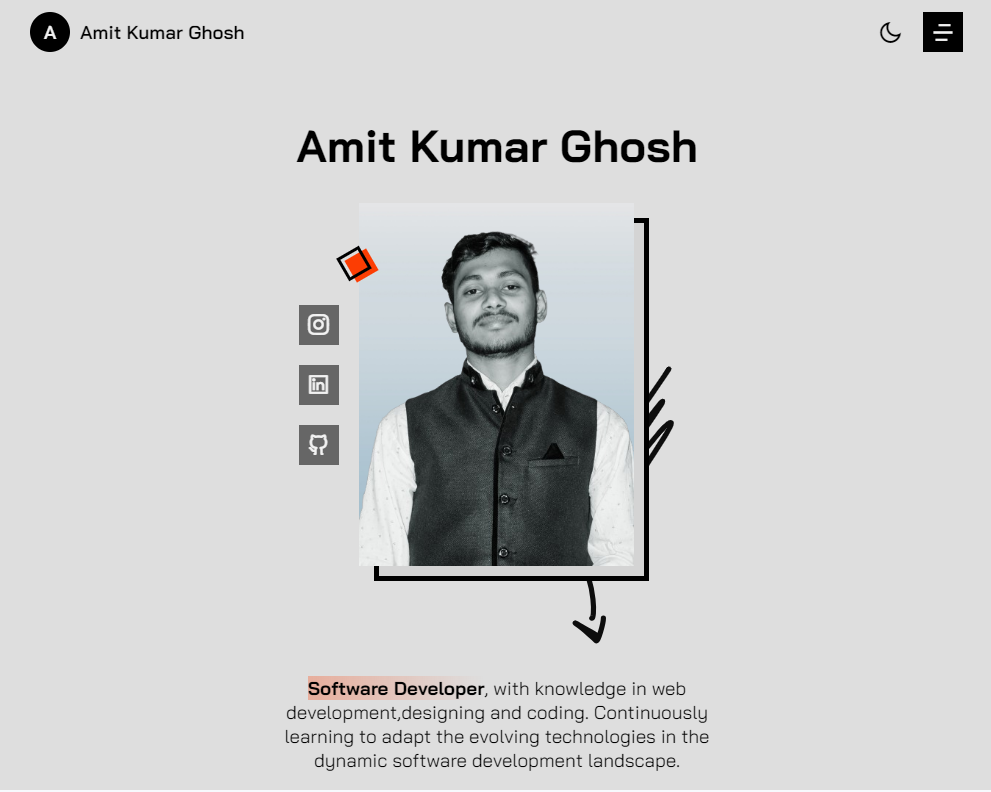 A Amit Kumar Ghosh
Amit Kumar Ghosh
in
Software Developer, with knowledge in web
development,designing and coding. Continuously
learning to adapt the evolving technologies in the
dynamic software development landscape.